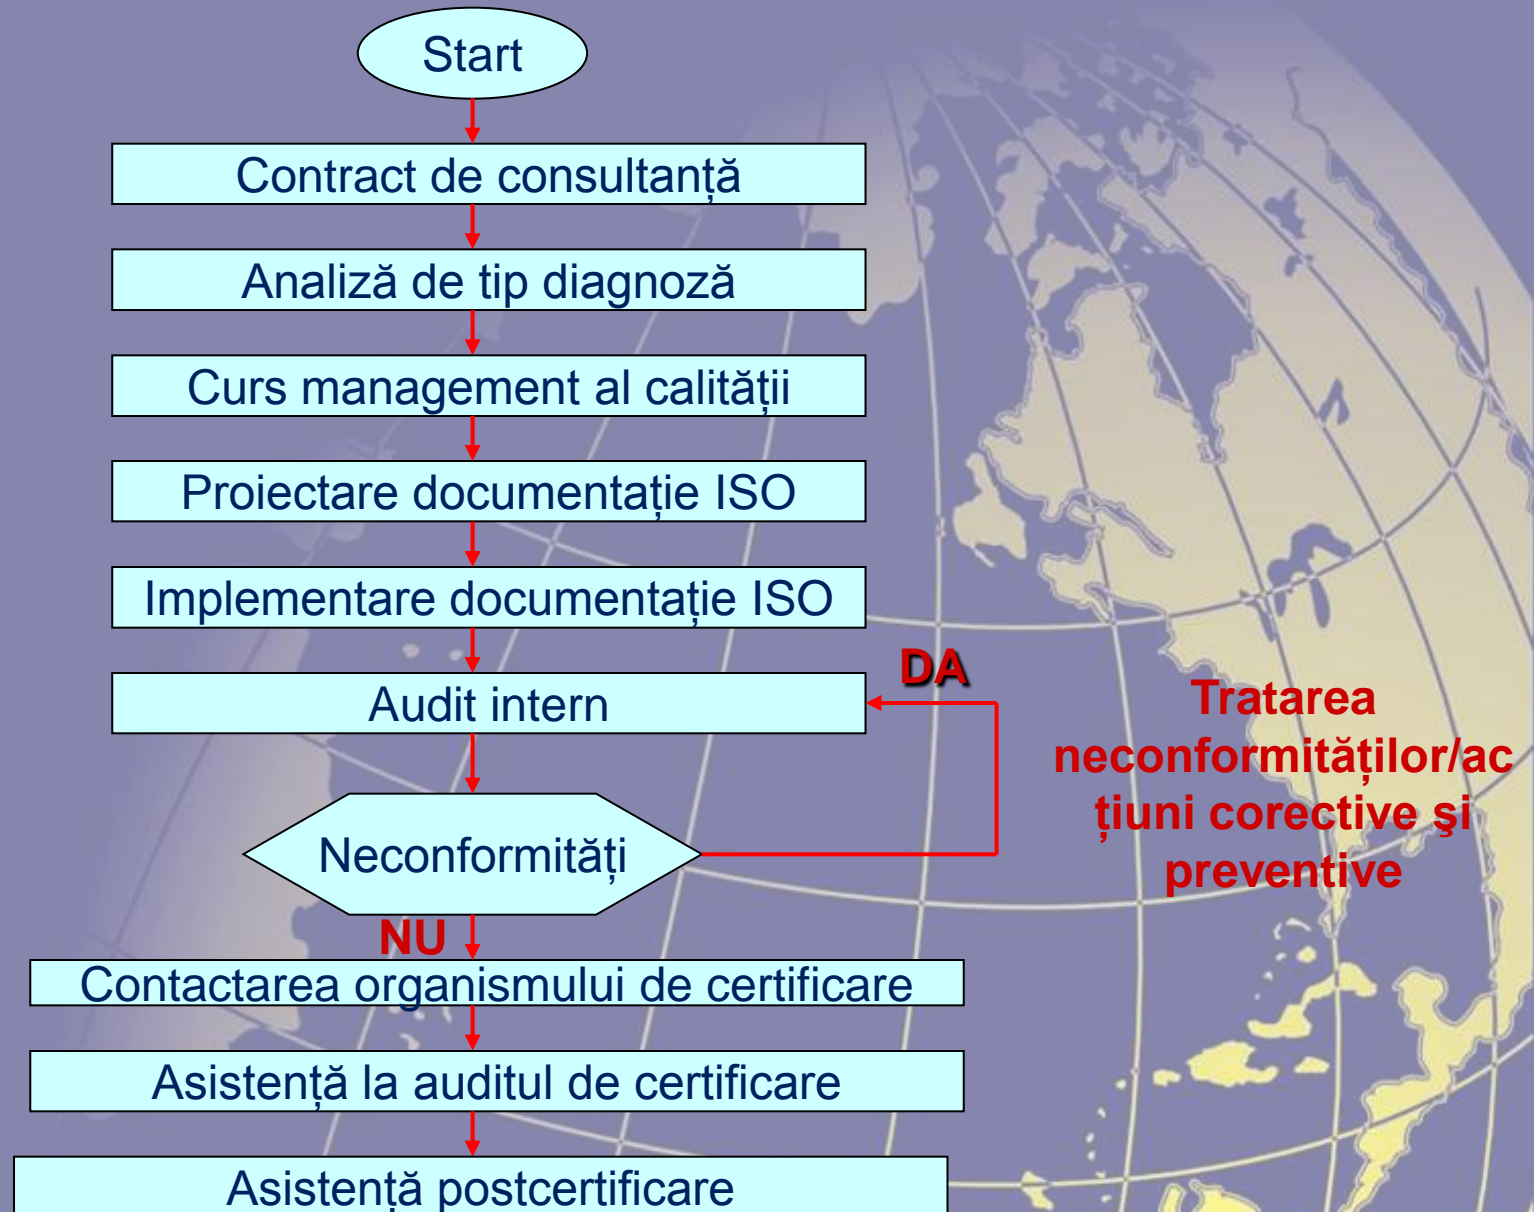 Start
Contract de consultanță
Analiză de tip diagnoză
Curs management al calității
Proiectare documentație ISO
Implementare documentație ISO
Audit intern
DA
Tratarea
neconformităților/ac
țiuni corective şi
preventive
Neconformități
NU
Contactarea organismului de certificare
Asistență la auditul de certificare
Asistență postcertificare